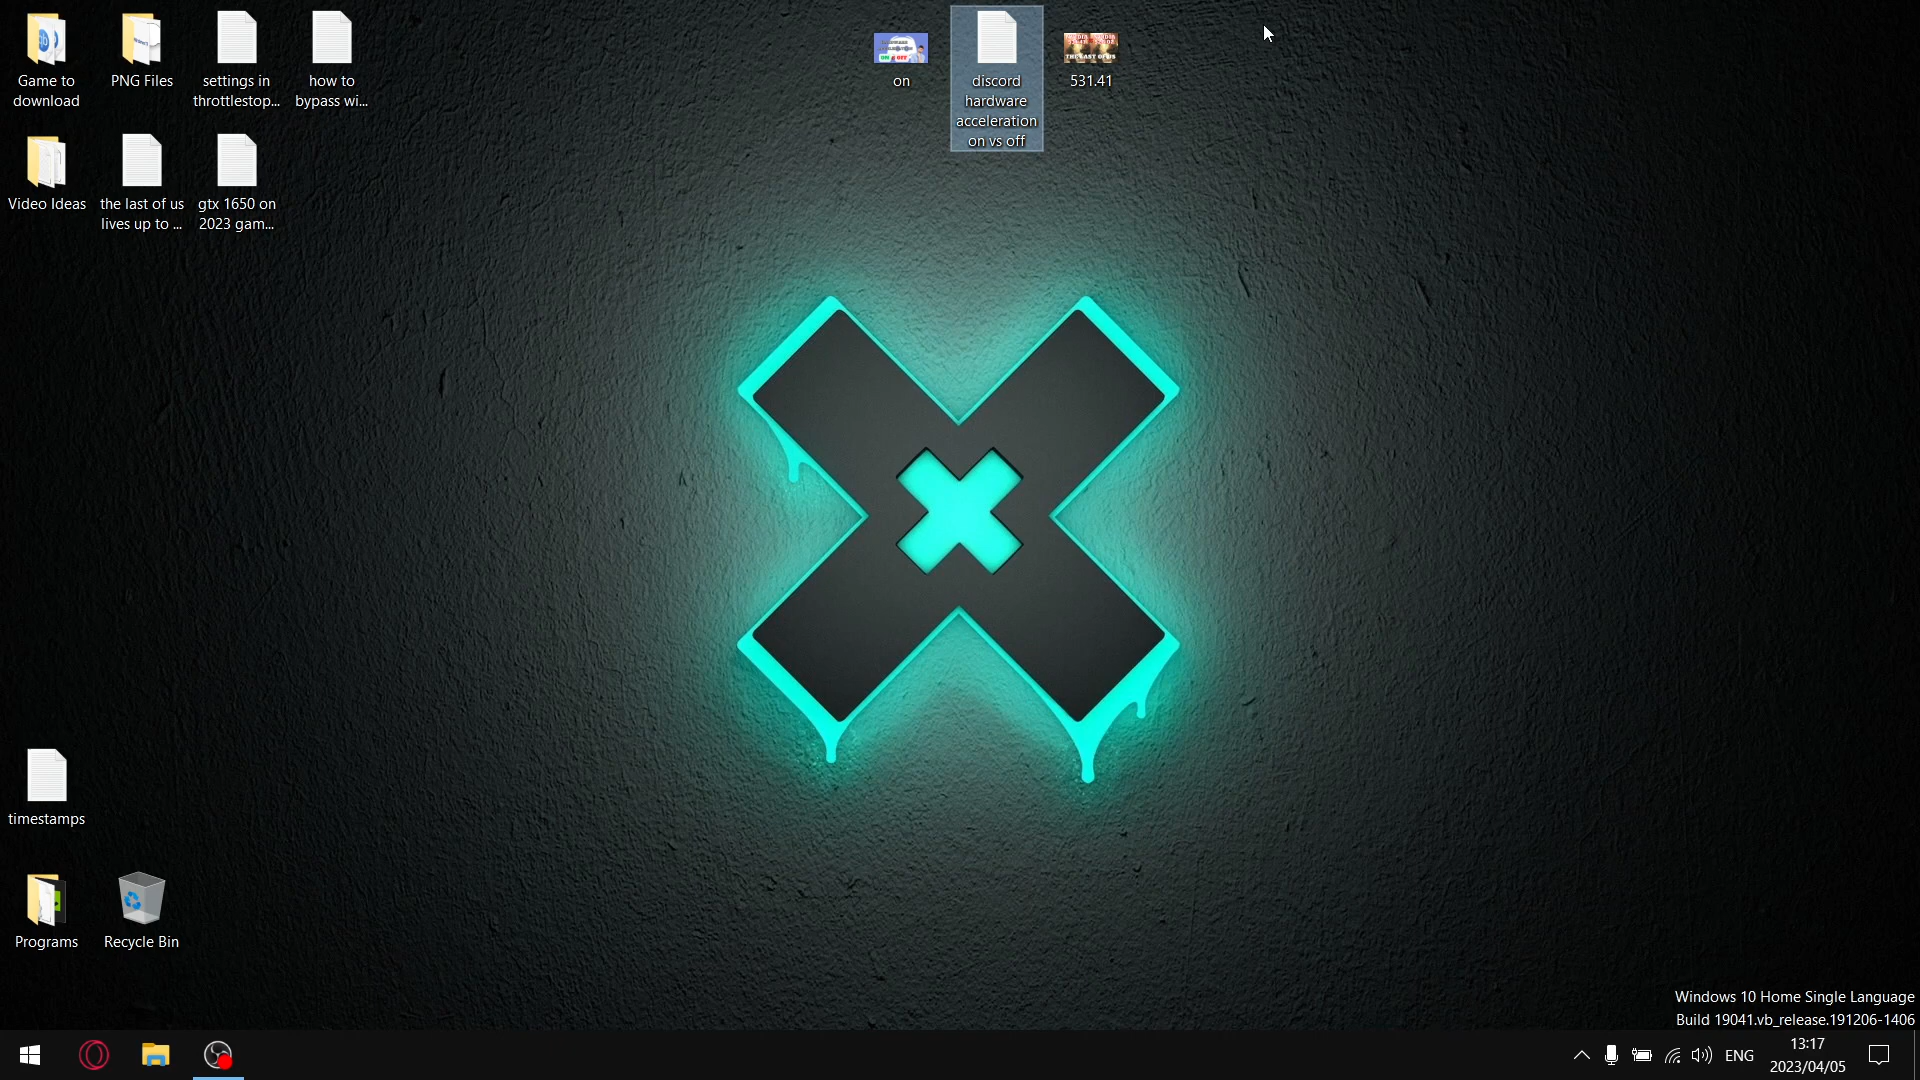 Game to
download
PNG Files
settings in
throttlestop...
how to
bypass wi...
on
discord
hardware
acceleration
on vs off
531.41
Video Ideas
the last of us
lives up to ...
gtx 1650 on
2023 gam...
timestamps
Programs
Recycle Bin
Windows 10 Home Single Language
Build 19041.vb_release.191206-1406
ENG
13:17
2023/04/05